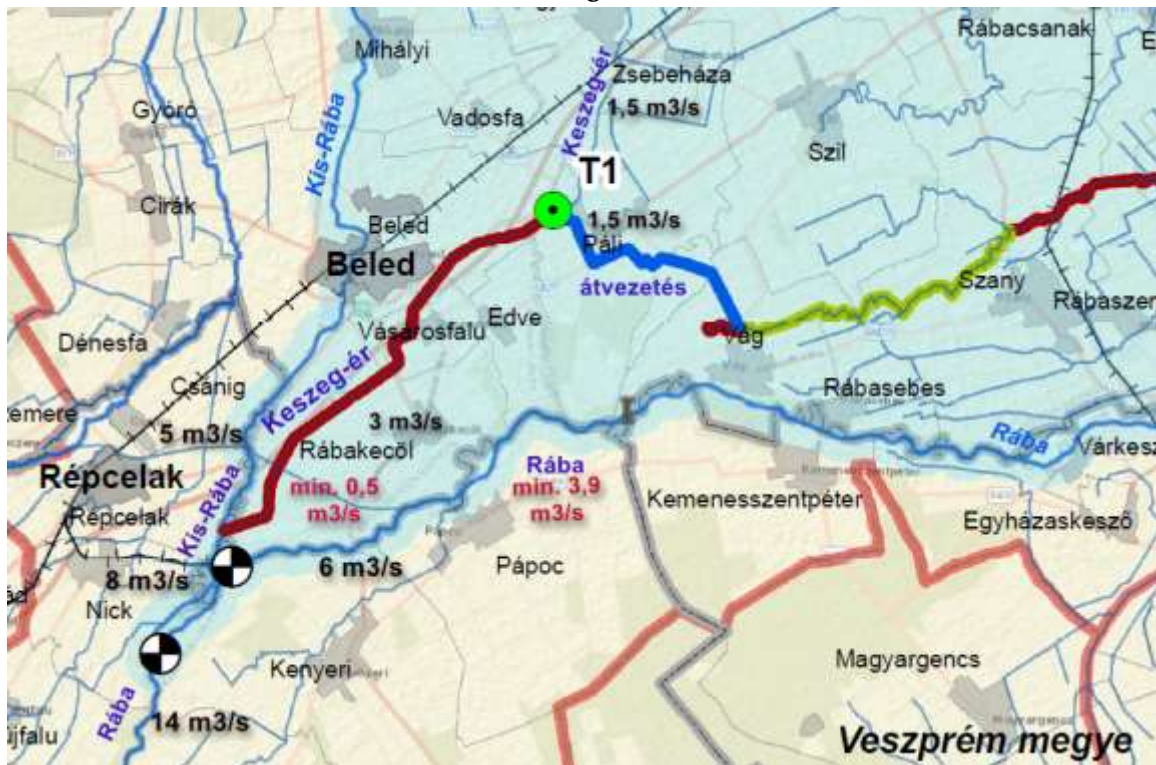 Mihályi
Rábacsanak
Zsebeháza
1,5 m3/s
Keszeg-ér
Vadosfa
Gyóró
Kis-Rába
Szil
T1
Cirák
Beled
1,5 m3/s
Páli
Beled
átvezetés
Szany
Rábaszer
Edve
Vásárosfalu
Vág
Dénesfa
Csánig
Keszeg-ér
Rábasebes
emere
5 m3/s
3 m3/s
Rába
Várkesz
Rábakecöl
Répcelak
min. 0,5
m3/s
Rába
min. 3,9
m3/s
Kemenesszentpéter
Répcelak
Kis-Rába
Egyházaskesző
8 m3/s
6 m3/s
Pápoc
Nick
Kenyeri
Magyargencs
Rába
14 m3/s
újfalu
Veszprém megye